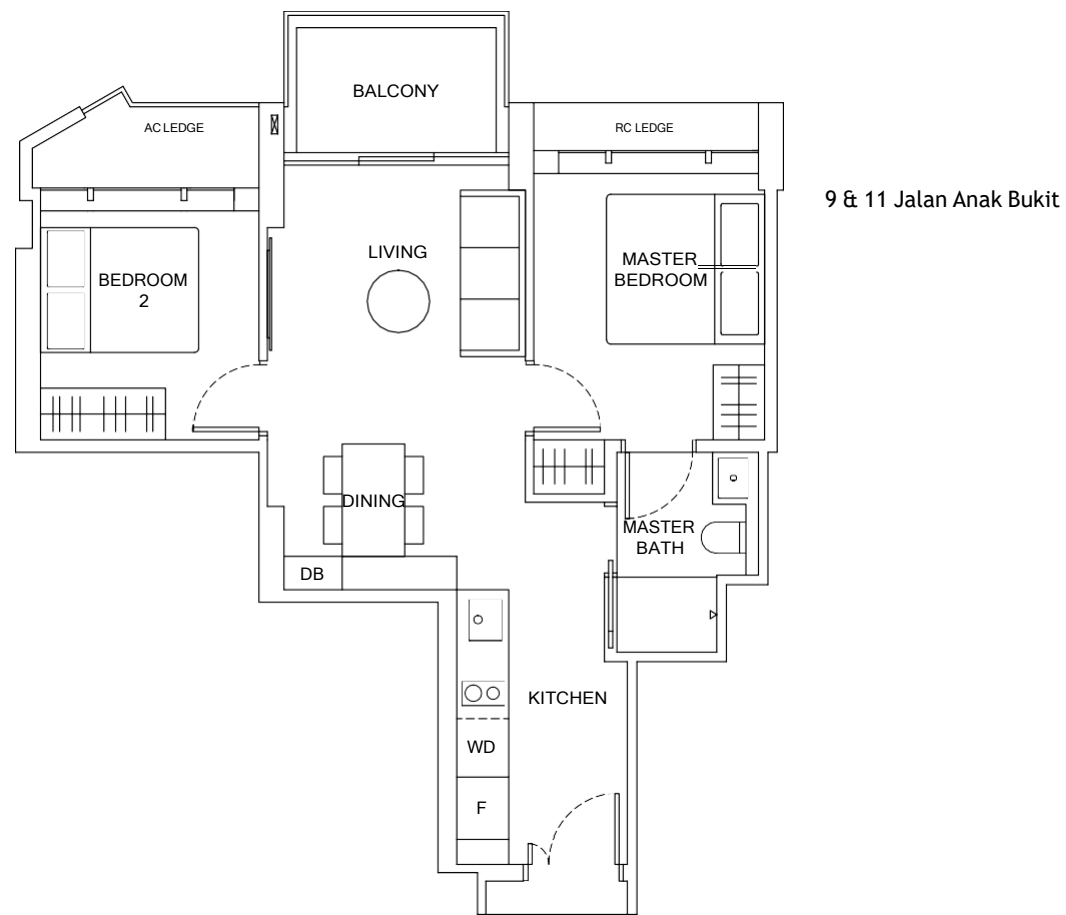 BALCONY
AC LEDGE
RC LEDGE
9 & 11 Jalan Anak Bukit
LIVING
MASTER
BEDROOM
BEDROOM
2
DINING
MASTER
BATH
DB
KITCHEN
WD
F